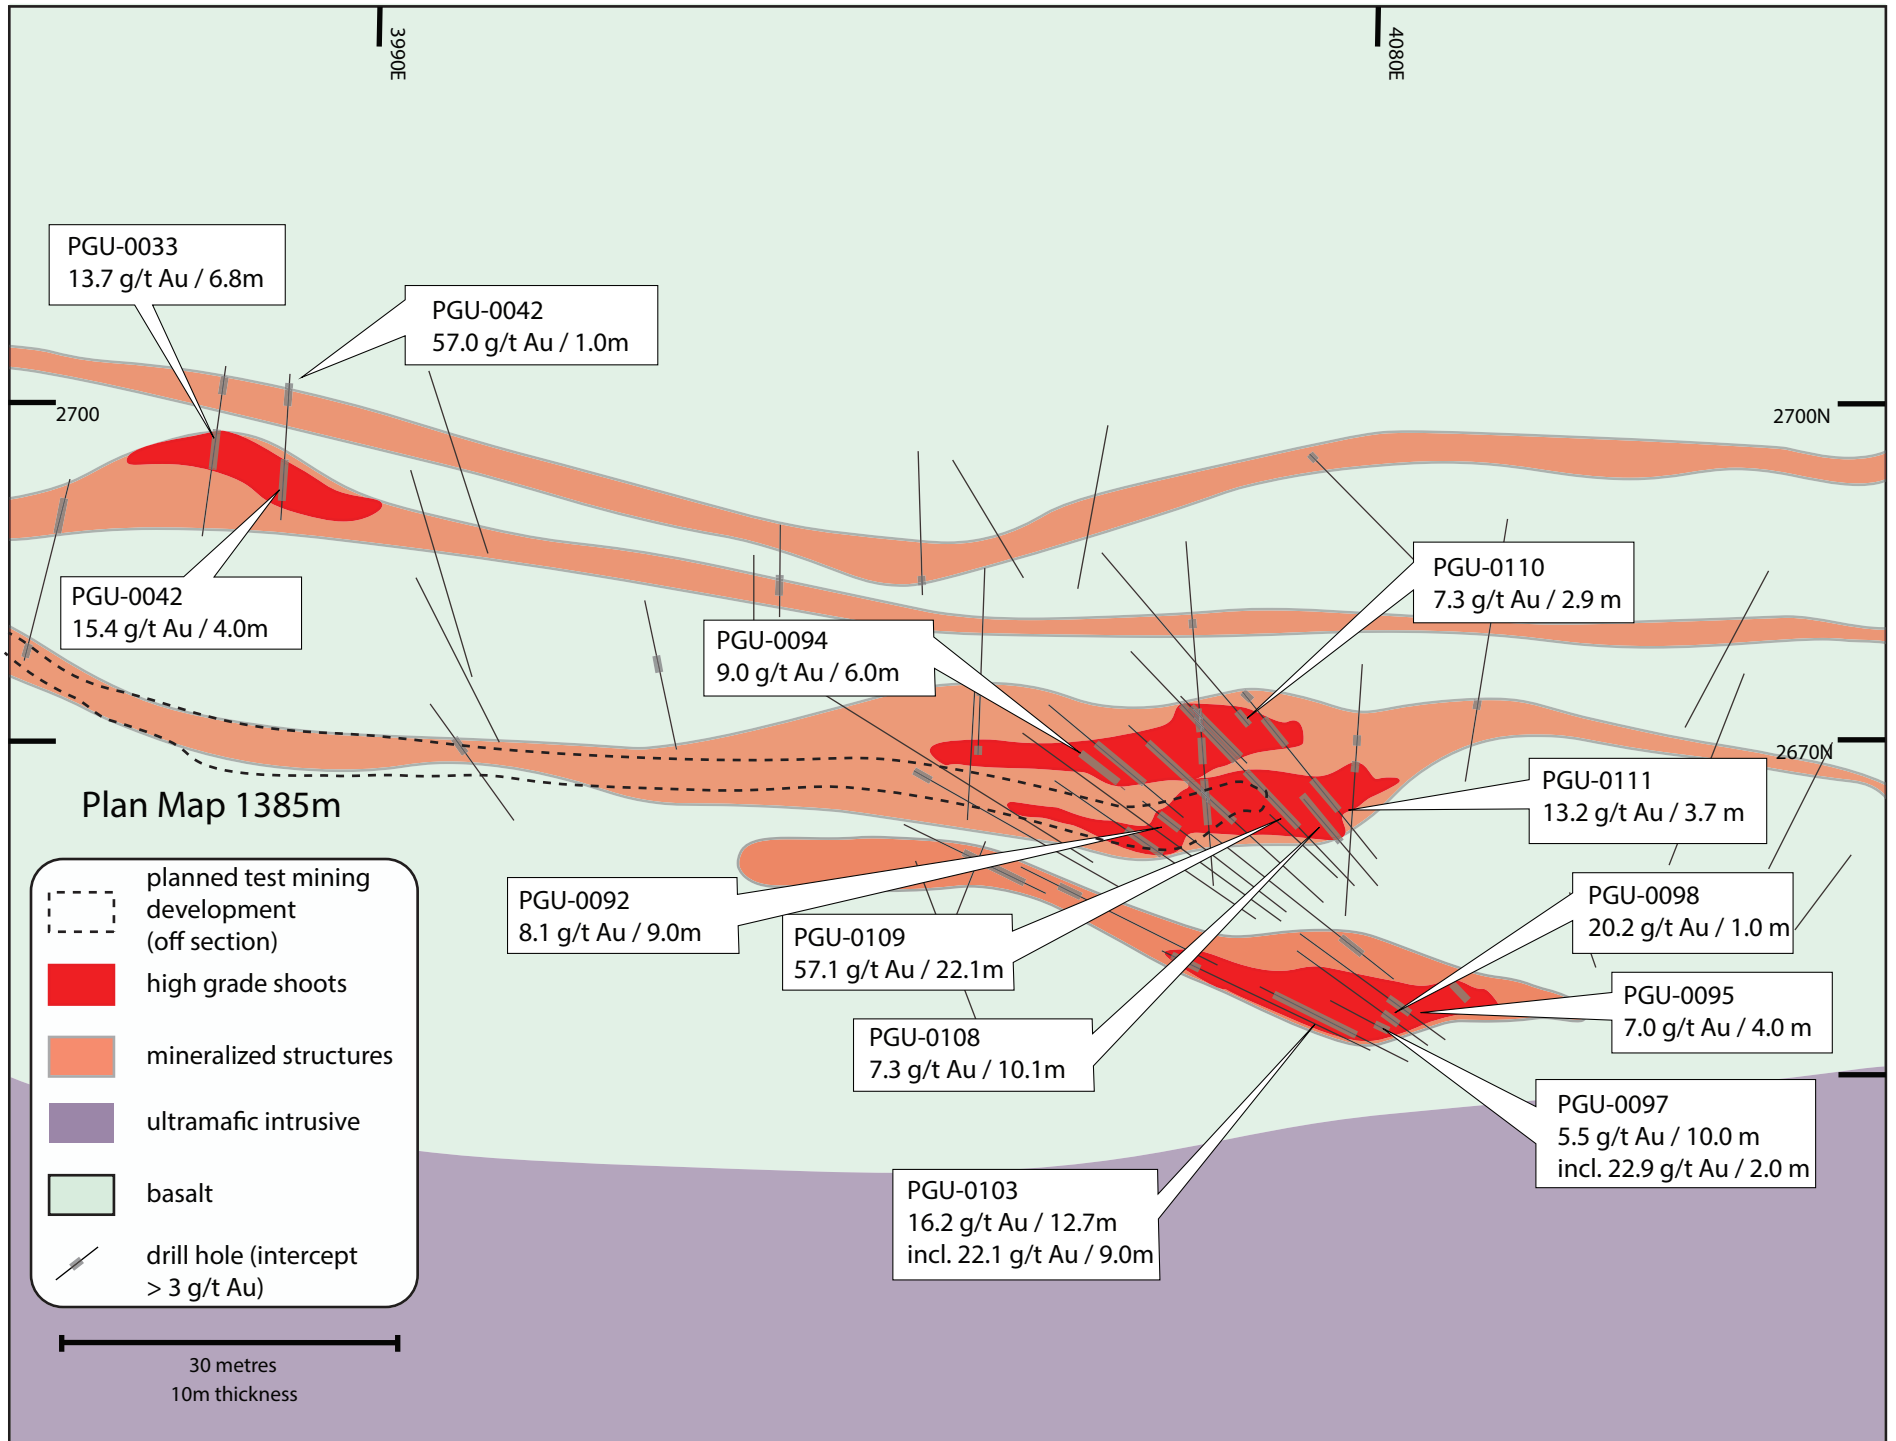 3990E
4080E
PGU-0033
13.7 g/t Au / 6.8m
PGU-0042
57.0 g/t Au / 1.0m
2700
2700N
PGU-0042
15.4 g/t Au / 4.0m
PGU-0110
7.3 g/t Au / 2.9 m
PGU-0094
9.0 g/t Au / 6.0m
2670N
PGU-0111
13.2 g/t Au / 3.7 m
Plan Map 1385m
PGU-0092
8.1 g/t Au / 9.0m
PGU-0109
57.1 g/t Au / 22.1m
PGU-0098
20.2 g/t Au / 1.0 m
PGU-0095
7.0 g/t Au / 4.0 m
PGU-0108
7.3 g/t Au / 10.1m
PGU-0097
5.5 g/t Au / 10.0 m
incl. 22.9 g/t Au / 2.0 m
PGU-0103
16.2 g/t Au / 12.7m
incl. 22.1 g/t Au / 9.0m
planned test mining
development
(off section)
high grade shoots
mineralized structures
ultramafic intrusive
basalt
drill hole (intercept
> 3 g/t Au)
30 metres
10m thickness